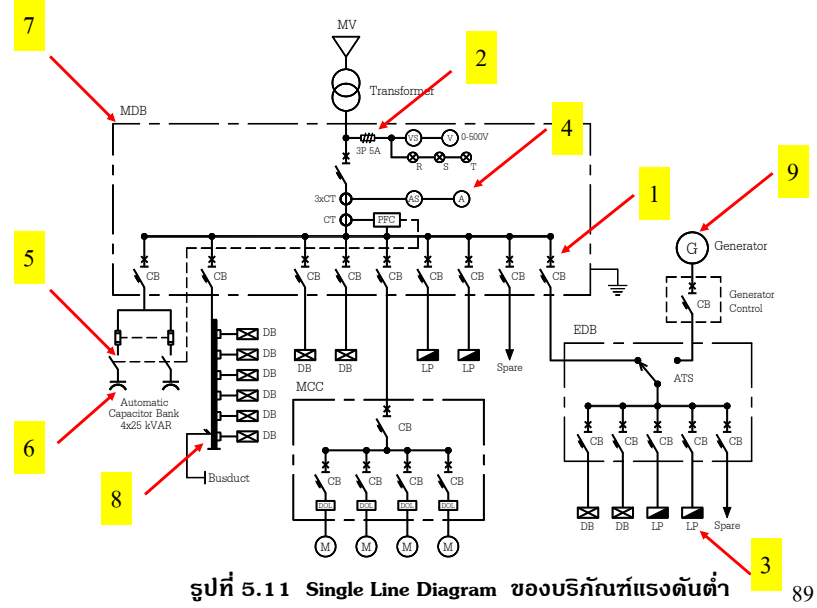 MV
7
2
Transformer
MDB
4
VS
V
0-500V
3P 5A
R
S
T
9
3xCT
AS
A
1
CT
PFC
G
Generator
5
CB
CB
CB
CB
CB
CB
CB
CB
CB
Generator
Control
EDB
DB
DB
DB
DB
DB
DB
DB
DB
LP
LP
Spare
ATS
MCC
Automatic
Capacitor Bank
4x25 kVAR
CB
CB
CB
CB
CB
CB
6
8
Busduct
CB
CB
CB
CB
DOL
DOL
DOL
DOL
DB
DB
LP
LP
Spare
M
M
M
M
3
รูปที่ 5.11 Single Line Diagram ของบริภัณฑ์แรงดันต่ำ
89